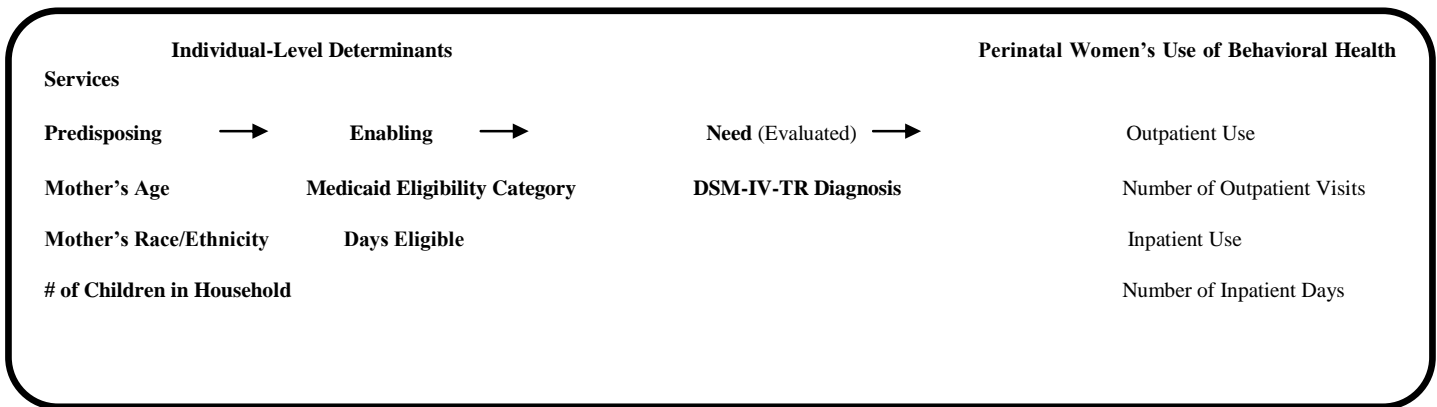 Individual-Level Determinants Perinatal Women's Use of Behavioral Health
Services
Predisposing Enabling Need (Evaluated) Outpatient Use
Mother's Age Medicaid Eligibility Category DSM-IV-TR Diagnosis Number of Outpatient Visits
Mother's Race/Ethnicity Days Eligible Inpatient Use
# of Children in Household Number of Inpatient Days